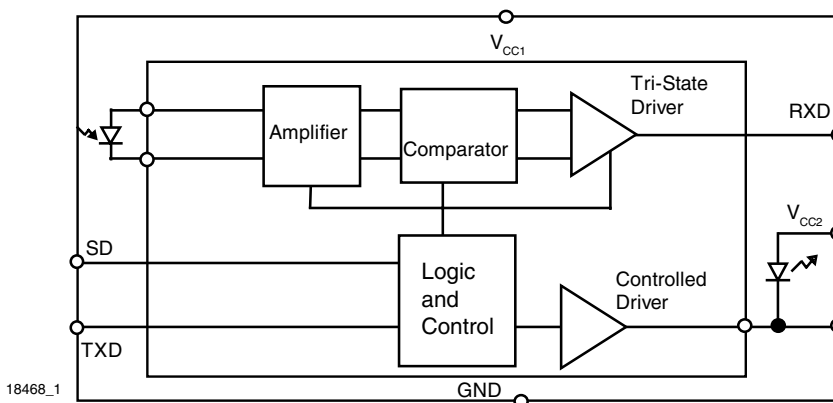 V_CC1
Tri-State
Driver
RXD
Amplifier
Comparator
V_CC2
SD
Logic
and
Control
Controlled
Driver
TXD
18468_1
GND